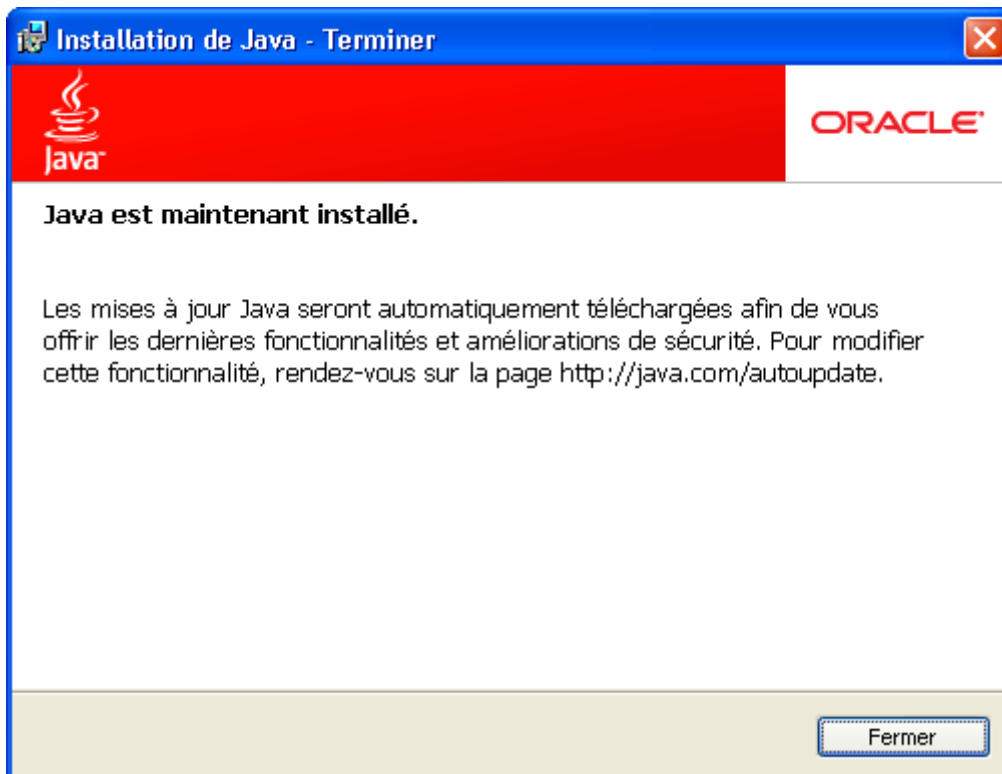 Installation de Java - Terminer
Java™
ORACLE®
Java est maintenant installé.
Les mises à jour Java seront automatiquement téléchargées afin de vous
offrir les dernières fonctionnalités et améliorations de sécurité. Pour modifier
cette fonctionnalité, rendez-vous sur la page http://java.com/autoupdate.
Fermer